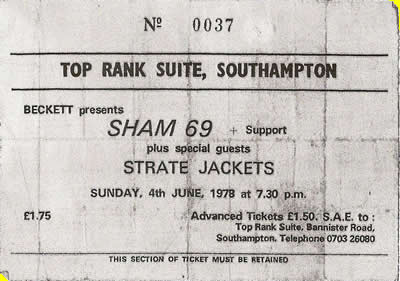 Nº 0037
TOP RANK SUITE, SOUTHAMPTON
BECKETT presents
SHAM 69 + Support
plus special guests
STRATE JACKETS
SUNDAY, 4th JUNE, 1978 at 7.30 p.m.
£1.75 Advanced Tickets £1.50. S.A.E. to :
Top Rank Suite, Bannister Road,
Southampton. Telephone 0703 26080
THIS SECTION OF TICKET MUST BE RETAINED